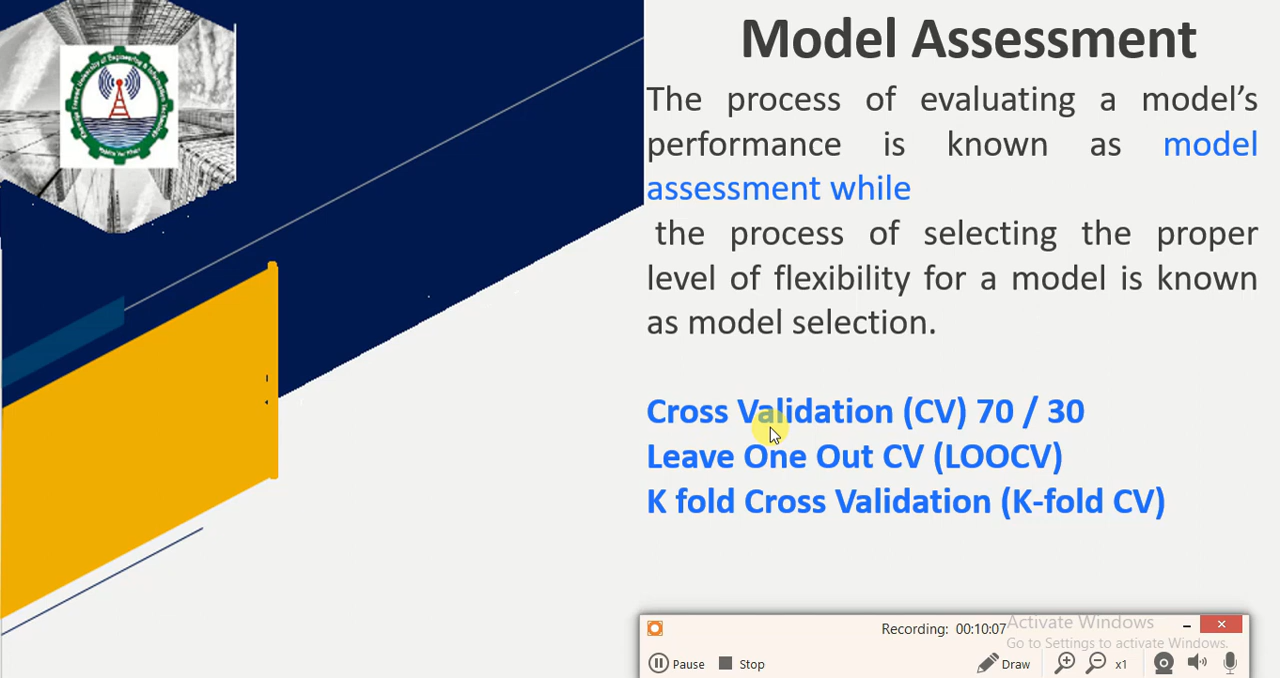 Model Assessment
The process of evaluating a model's
performance is known as model
assessment while
the process of selecting the proper
level of flexibility for a model is known
as model selection.
Cross Validation (CV) 70 / 30
Leave One Out CV (LOOCV)
K fold Cross Validation (K-fold CV)
Recording: 00:10:07
Activate Windows
Go to Settings to activate Windows.
Pause
Stop
Draw
x1